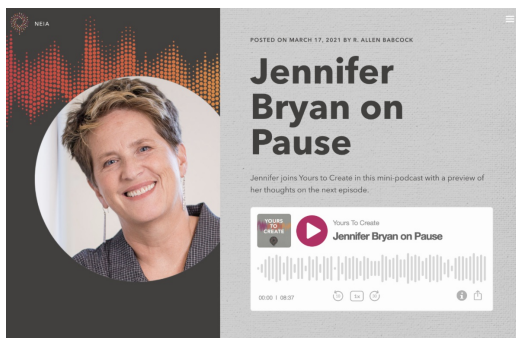 NEIA
POSTED ON MARCH 17, 2021 BY R. ALLEN BABCOCK
Jennifer
Bryan on
Pause
Jennifer joins Yours to Create in this mini-podcast with a preview of
her thoughts on the next episode.
YOURS
TO
CREATE
Yours To Create
Jennifer Bryan on Pause
00:00 | 08:37
1x